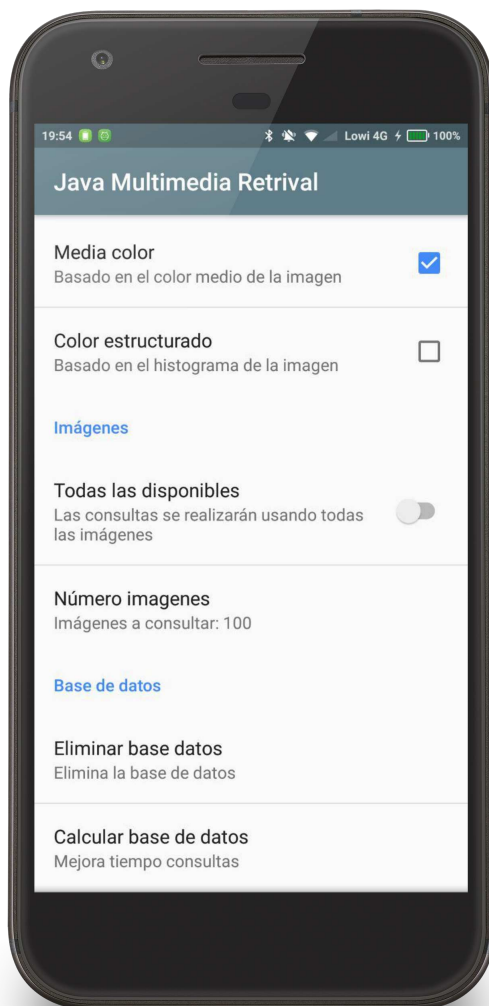 19:54 Lowi 4G 100%
Java Multimedia Retrival
Media color
Basado en el color medio de la imagen
Color estructurado
Basado en el histograma de la imagen
Imágenes
Todas las disponibles
Las consultas se realizarán usando todas
las imágenes
Número imagenes
Imágenes a consultar: 100
Base de datos
Eliminar base datos
Elimina la base de datos
Calcular base de datos
Mejora tiempo consultas